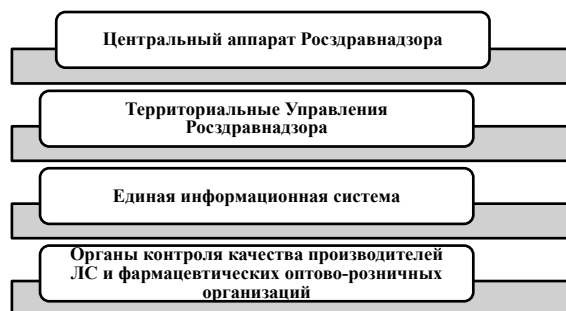 Центральный аппарат Росздравнадзора
Территориальные Управления
Росздравнадзора
Единая информационная система
Органы контроля качества производителей
ЛС и фармацевтических оптово-розничных
организаций